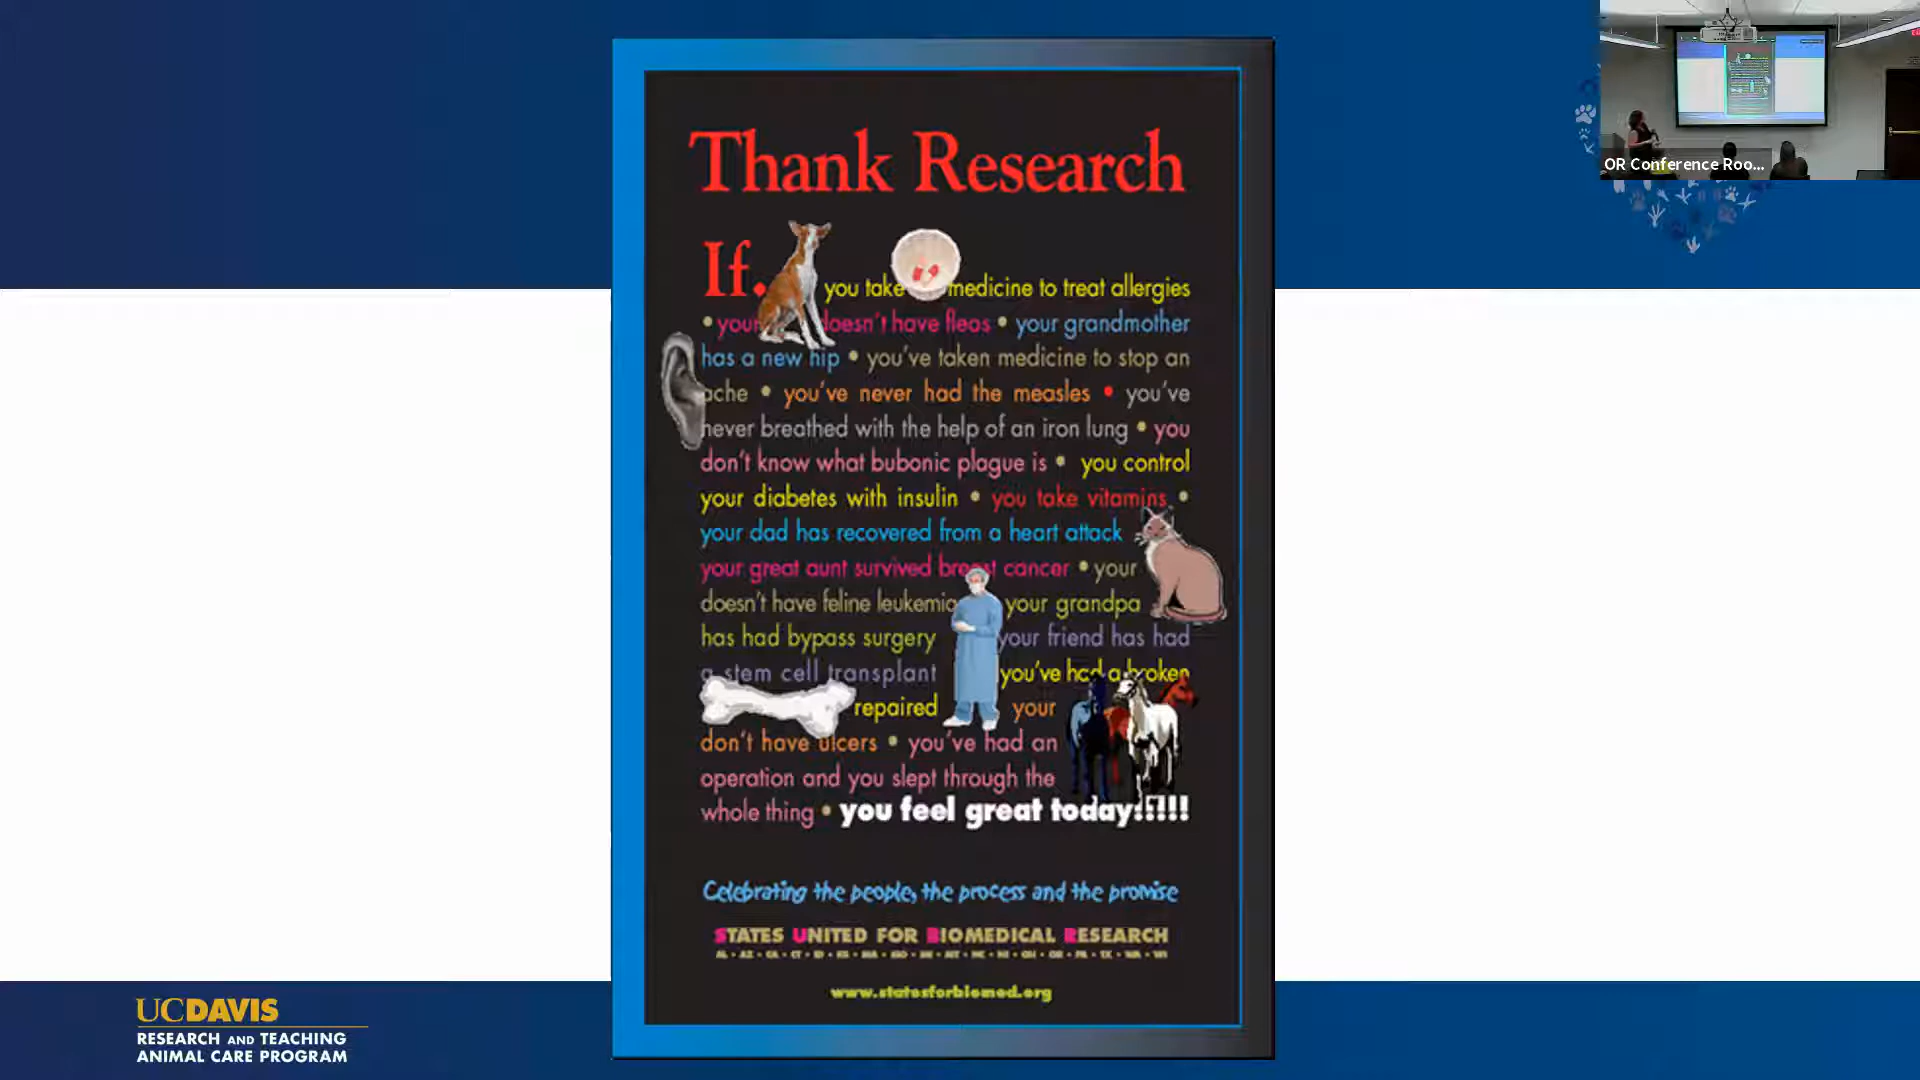 Thank Research
If.
you take medicine to treat allergies
• your doesn't have fleas • your grandmother
has a new hip • you've taken medicine to stop an
ache • you've never had the measles • you've
never breathed with the help of an iron lung • you
don't know what bubonic plague is • you control
your diabetes with insulin • you take vitamins •
your dad has recovered from a heart attack
your great aunt survived breast cancer • your
doesn't have feline leukemia your grandpa
has had bypass surgery your friend has had
a stem cell transplant you've had a broken
repaired your
don't have ulcers • you've had an
operation and you slept through the
whole thing • you feel great today!!!!!
Celebrating the people, the process and the promise
STATES UNITED FOR BIOMEDICAL RESEARCH
www.statesforbiomed.org
UCDAVIS
RESEARCH AND TEACHING
ANIMAL CARE PROGRAM
OR Conference Roo...